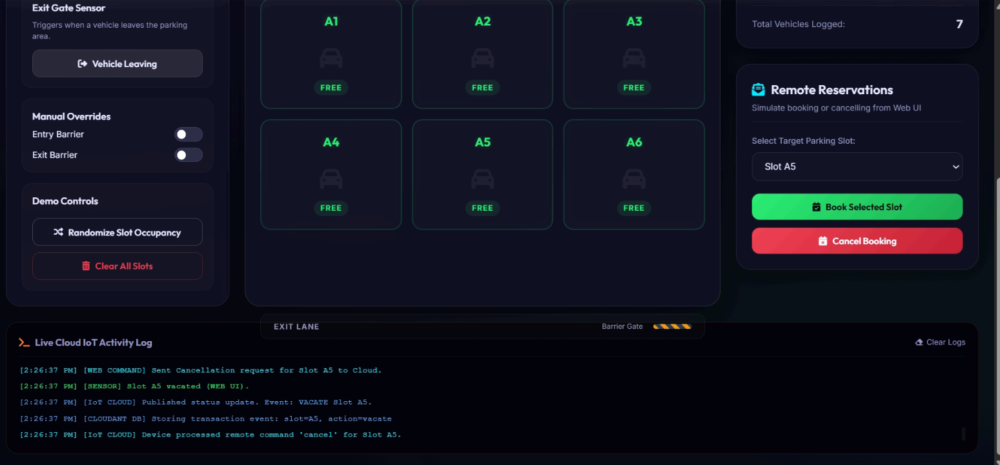 Exit Gate Sensor
Triggers when a vehicle leaves the parking
area.
Vehicle Leaving
Manual Overrides
Entry Barrier
Exit Barrier
Demo Controls
Randomize Slot Occupancy
Clear All Slots
A1
A2
A3
FREE
FREE
FREE
A4
A5
A6
FREE
FREE
FREE
EXIT LANE
Barrier Gate
Total Vehicles Logged:
7
Remote Reservations
Simulate booking or cancelling from Web UI
Select Target Parking Slot:
Slot A5
Book Selected Slot
Cancel Booking
Live Cloud IoT Activity Log
Clear Logs
[2:26:37 PM] [WEB COMMAND] Sent Cancellation request for Slot A5 to Cloud.
[2:26:37 PM] [SENSOR] Slot A5 vacated (WEB UI).
[2:26:37 PM] [IoT CLOUD] Published status update. Event: VACATE Slot A5.
[2:26:37 PM] [CLOUDANT DB] Storing transaction event: slot=A5, action=vacate
[2:26:37 PM] [IoT CLOUD] Device processed remote command 'cancel' for Slot A5.